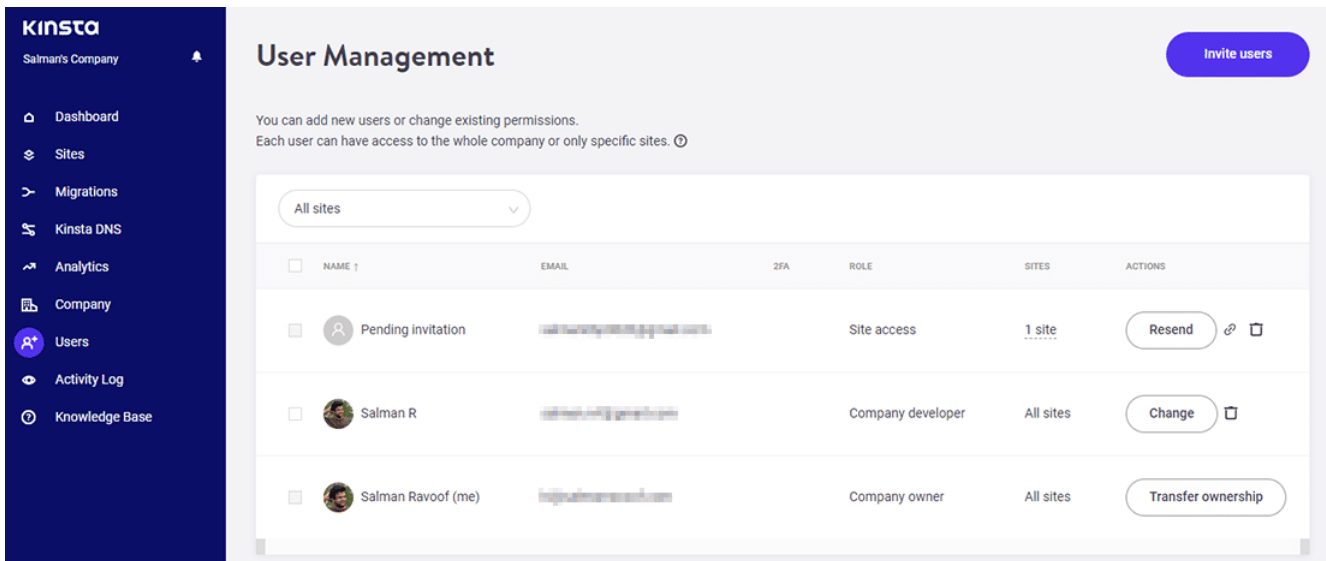 KINSTA
Salman's Company
Dashboard
Sites
Migrations
Kinsta DNS
Analytics
Company
Users
Activity Log
Knowledge Base
User Management
Invite users
You can add new users or change existing permissions.
Each user can have access to the whole company or only specific sites.
All sites
NAME ↑ EMAIL 2FA ROLE SITES ACTIONS
Pending invitation Site access 1 site Resend
Salman R Company developer All sites Change
Salman Ravoof (me) Company owner All sites Transfer ownership